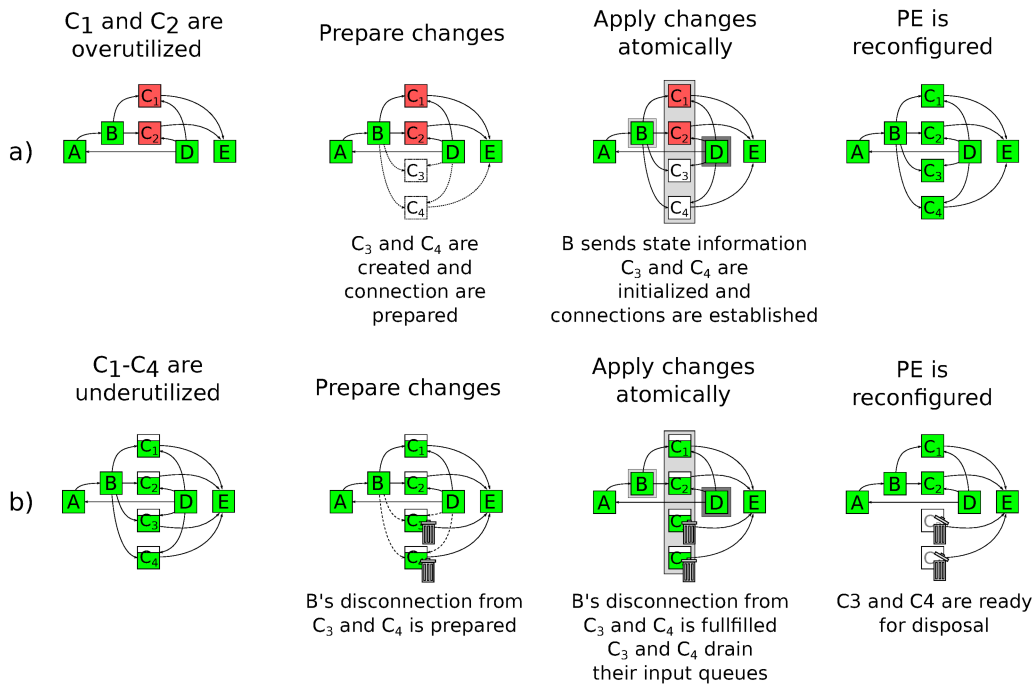 C1 and C2 are
overutilized
Prepare changes
Apply changes
atomically
PE is
reconfigured
a)
A
B
C1
C2
D
E
A
B
C1
C2
C3
C4
D
E
A
B
C1
C2
C3
C4
D
E
A
B
C1
C2
C3
C4
D
E
C3 and C4 are
created and
connection are
prepared
B sends state information
C3 and C4 are
initialized and
connections are established
C1-C4 are
underutilized
Prepare changes
Apply changes
atomically
PE is
reconfigured
b)
A
B
C1
C2
C3
C4
D
E
A
B
C1
C2
C
C
D
E
A
B
C1
C2
C
C
D
E
A
B
C1
C2
C
C
D
E
B's disconnection from
C3 and C4 is prepared
B's disconnection from
C3 and C4 is fullfilled
C3 and C4 drain
their input queues
C3 and C4 are ready
for disposal